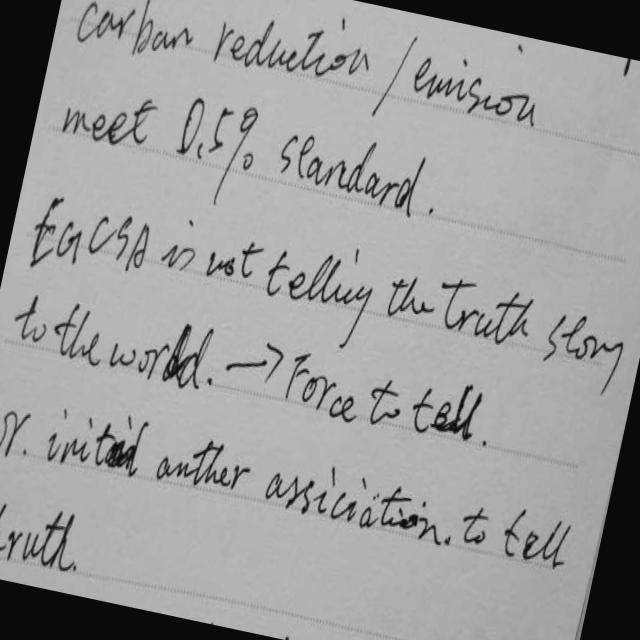 carban reduction / emision
meet 0.5% standard.
EGCSA is not telling the truth story
to the world. → Force to tell.
or. initad anther assiciation. to tell
truth.